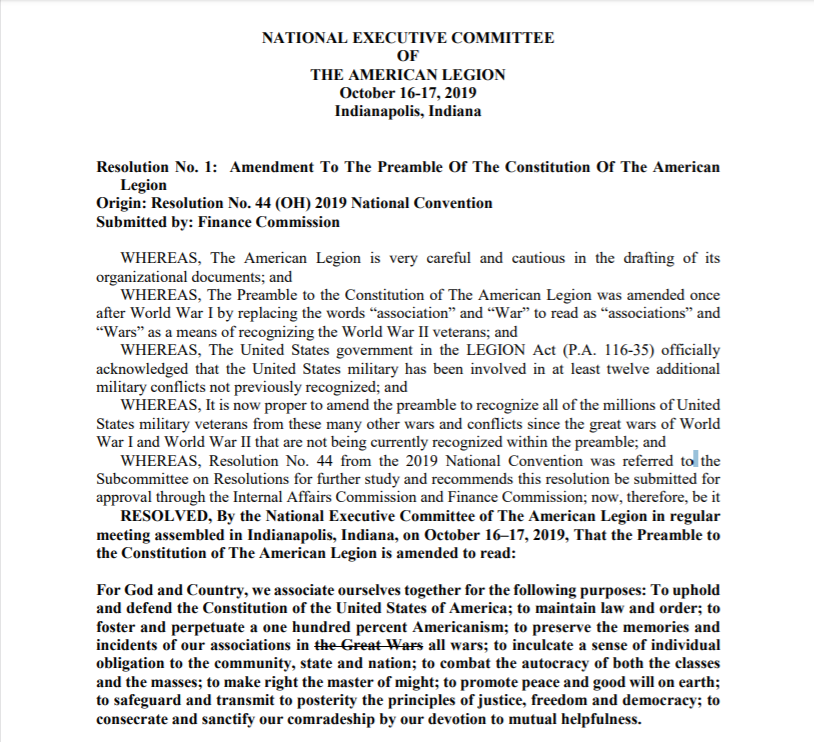 NATIONAL EXECUTIVE COMMITTEE
OF
THE AMERICAN LEGION
October 16-17, 2019
Indianapolis, Indiana
Resolution No. 1: Amendment To The Preamble Of The Constitution Of The American
Legion
Origin: Resolution No. 44 (OH) 2019 National Convention
Submitted by: Finance Commission
WHEREAS, The American Legion is very careful and cautious in the drafting of its
organizational documents; and
WHEREAS, The Preamble to the Constitution of The American Legion was amended once
after World War I by replacing the words “association” and “War” to read as “associations” and
“Wars” as a means of recognizing the World War II veterans; and
WHEREAS, The United States government in the LEGION Act (P.A. 116-35) officially
acknowledged that the United States military has been involved in at least twelve additional
military conflicts not previously recognized; and
WHEREAS, It is now proper to amend the preamble to recognize all of the millions of United
States military veterans from these many other wars and conflicts since the great wars of World
War I and World War II that are not being currently recognized within the preamble; and
WHEREAS, Resolution No. 44 from the 2019 National Convention was referred to the
Subcommittee on Resolutions for further study and recommends this resolution be submitted for
approval through the Internal Affairs Commission and Finance Commission; now, therefore, be it
RESOLVED, By the National Executive Committee of The American Legion in regular
meeting assembled in Indianapolis, Indiana, on October 16–17, 2019, That the Preamble to
the Constitution of The American Legion is amended to read:
For God and Country, we associate ourselves together for the following purposes: To uphold
and defend the Constitution of the United States of America; to maintain law and order; to
foster and perpetuate a one hundred percent Americanism; to preserve the memories and
incidents of our associations in the Great Wars all wars; to inculcate a sense of individual
obligation to the community, state and nation; to combat the autocracy of both the classes
and the masses; to make right the master of might; to promote peace and good will on earth;
to safeguard and transmit to posterity the principles of justice, freedom and democracy; to
consecrate and sanctify our comradeship by our devotion to mutual helpfulness.